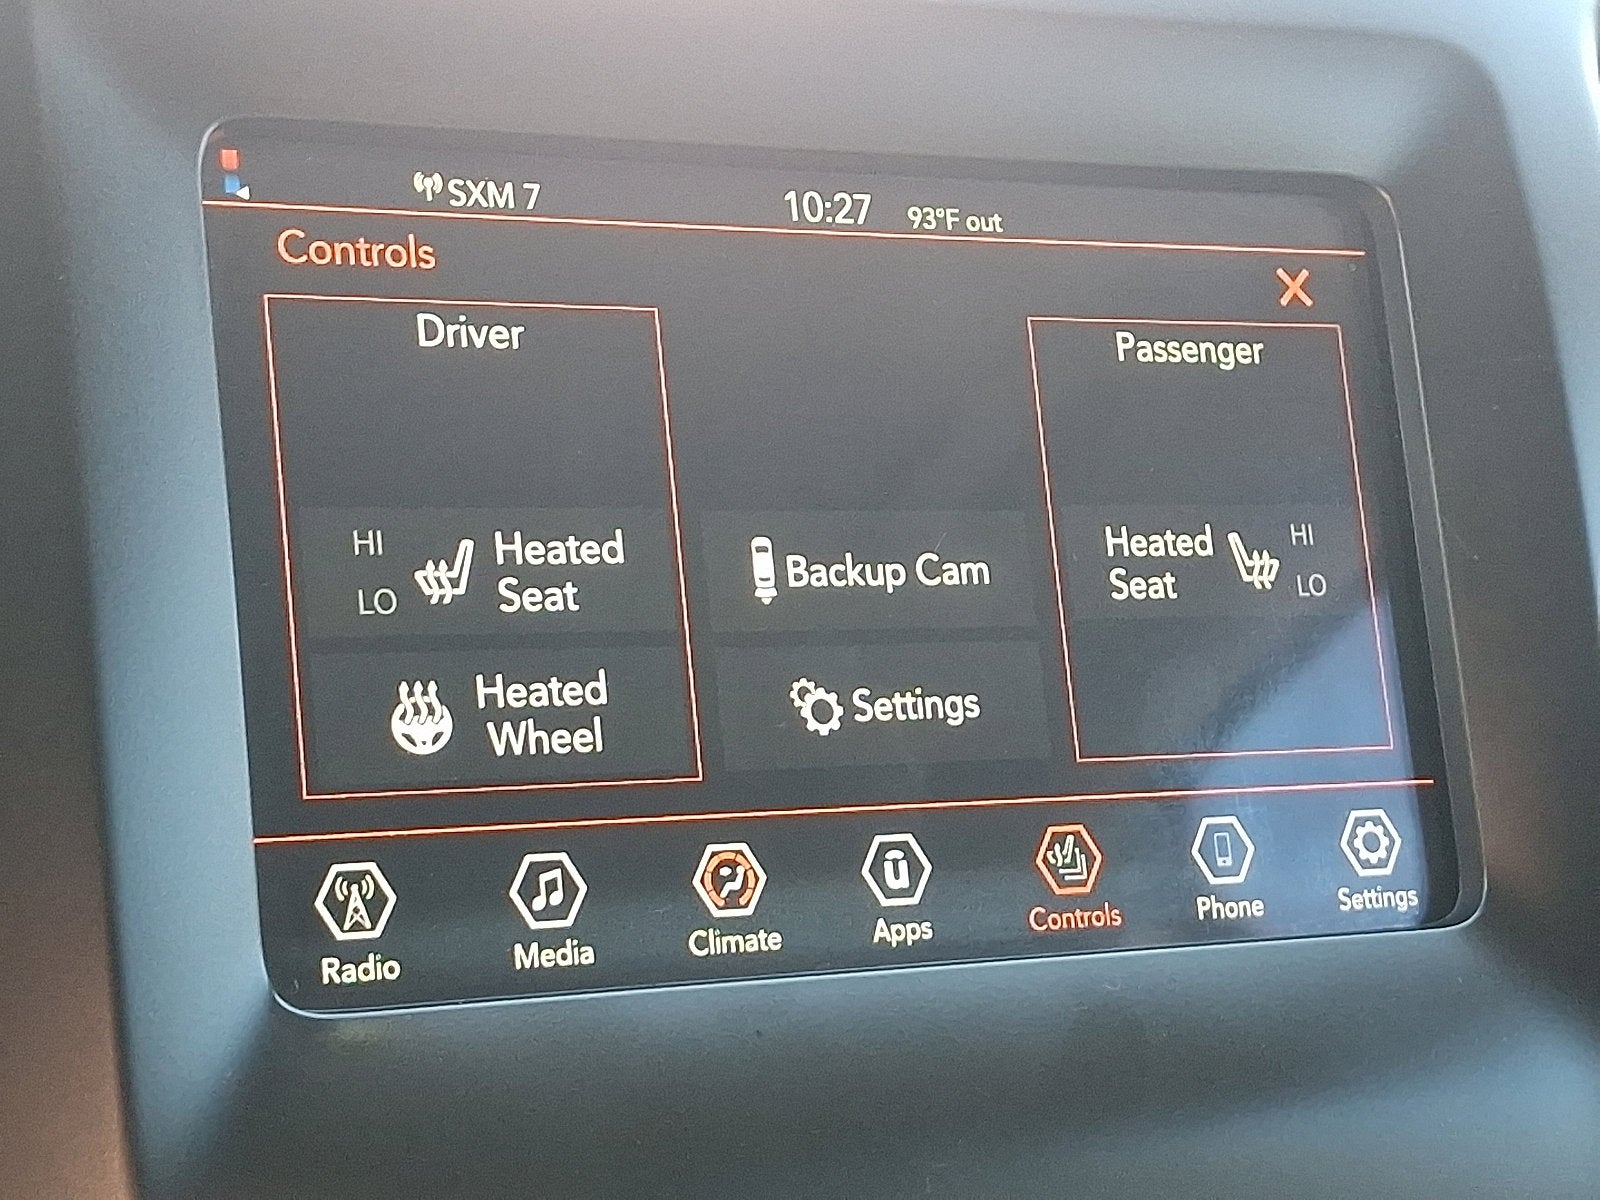 SXM 7
10:27
93°F out
Controls
Driver
Passenger
HI
LO
Heated
Seat
Backup Cam
Heated
Seat
HI
LO
Heated
Wheel
Settings
Radio
Media
Climate
Apps
Controls
Phone
Settings